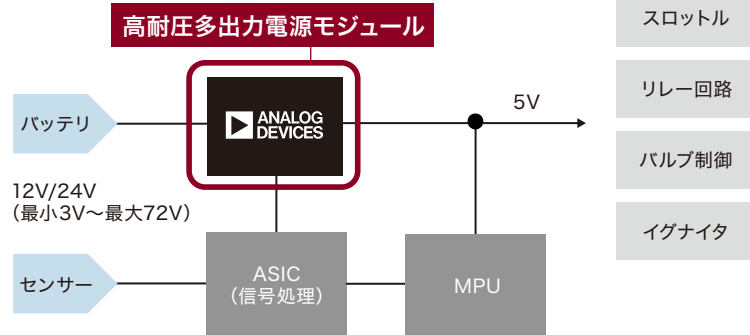 高耐圧多出力電源モジュール
スロットル
リレー回路
バルブ制御
イグナイタ
バッテリ
ANALOG
DEVICES
5V
12V/24V
（最小3V～最大72V）
センサー
ASIC
（信号処理）
MPU